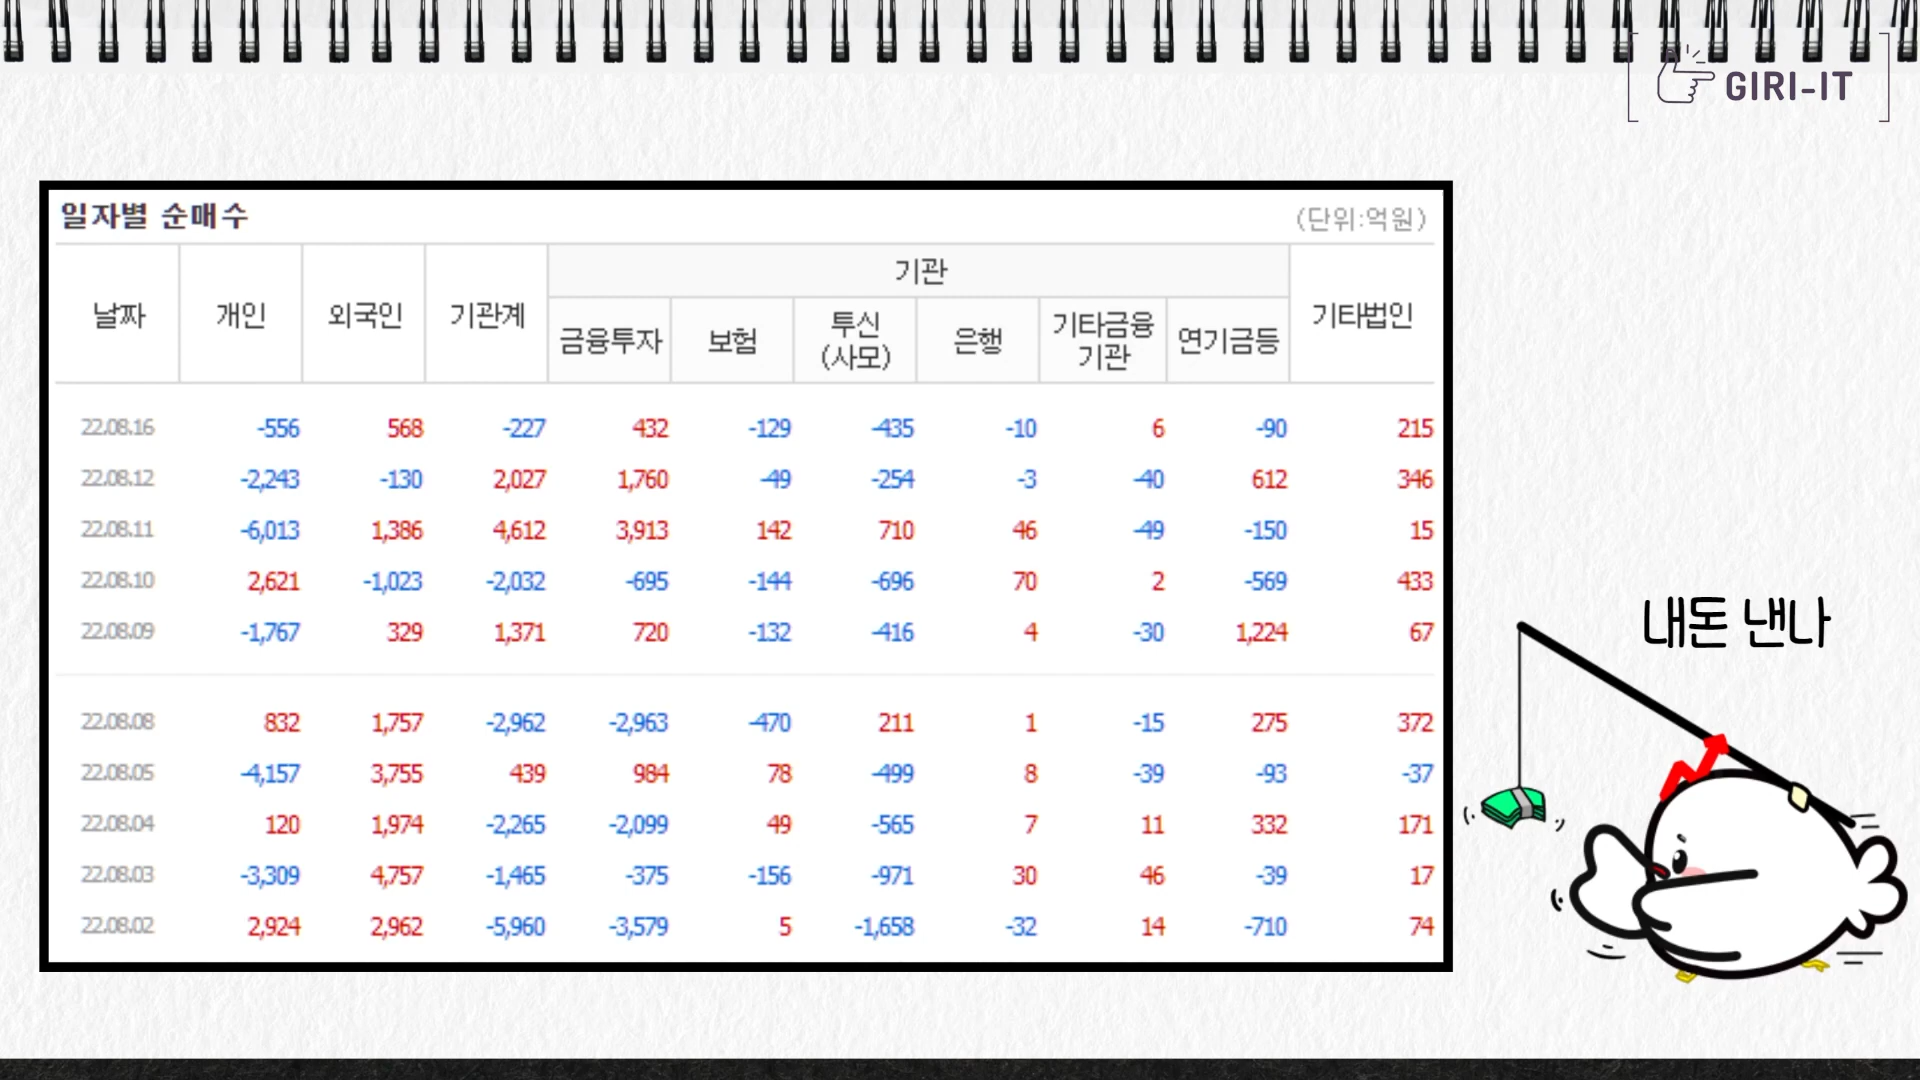 GIRI-IT
일자별 순매수 (단위:억원)
날짜 개인 외국인 기관계 기관 기타법인
금융투자 보험 투신(사모) 은행 기타금융기관 연기금등
22.08.16 -556 568 -227 432 -129 -435 -10 6 -90 215
22.08.12 -2,243 -130 2,027 1,760 -49 -254 -3 -40 612 346
22.08.11 -6,013 1,386 4,612 3,913 142 710 46 -49 -150 15
22.08.10 2,621 -1,023 -2,032 -695 -144 -696 70 2 -569 433
22.08.09 -1,767 329 1,371 720 -132 -416 4 -30 1,224 67
22.08.08 832 1,757 -2,962 -2,963 -470 211 1 -15 275 372
22.08.05 -4,157 3,755 439 984 78 -499 8 -39 -93 -37
22.08.04 120 1,974 -2,265 -2,099 49 -565 7 11 332 171
22.08.03 -3,309 4,757 -1,465 -375 -156 -971 30 46 -39 17
22.08.02 2,924 2,962 -5,960 -3,579 5 -1,658 -32 14 -710 74
내돈 낸나